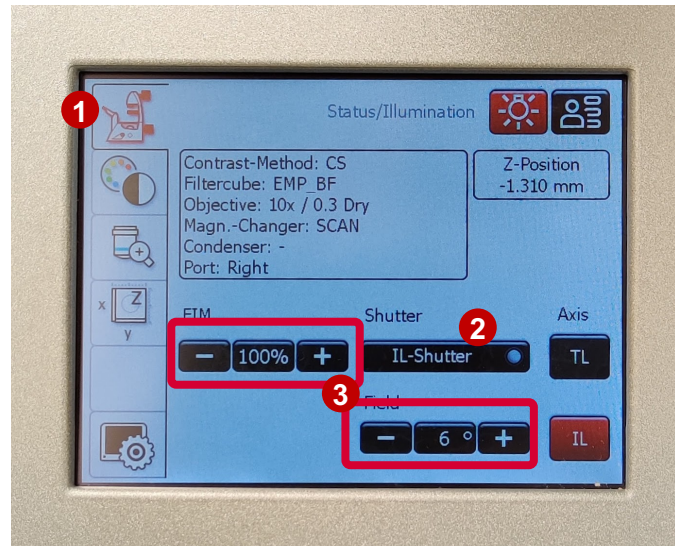 1
Status/Illumination
Contrast-Method: CS
Filtercube: EMP_BF
Objective: 10x / 0.3 Dry
Magn.-Changer: SCAN
Condenser: -
Port: Right
Z-Position
-1.310 mm
x Z
y
FIM
Shutter
2
Axis
− 100% +
IL-Shutter
TL
3
Field
− 6 ° +
IL